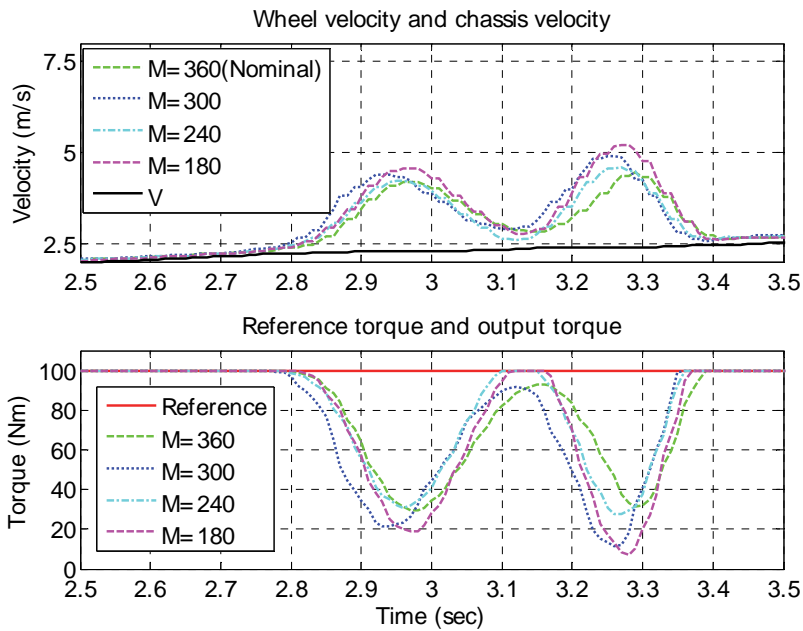 Wheel velocity and chassis velocity
7.5
5
2.5
Velocity (m/s)
M=360(Nominal)
M=300
M=240
M=180
V
2.5 2.6 2.7 2.8 2.9 3 3.1 3.2 3.3 3.4 3.5
Reference torque and output torque
100
80
60
40
20
0
Torque (Nm)
Reference
M=360
M=300
M=240
M=180
2.5 2.6 2.7 2.8 2.9 3 3.1 3.2 3.3 3.4 3.5
Time (sec)